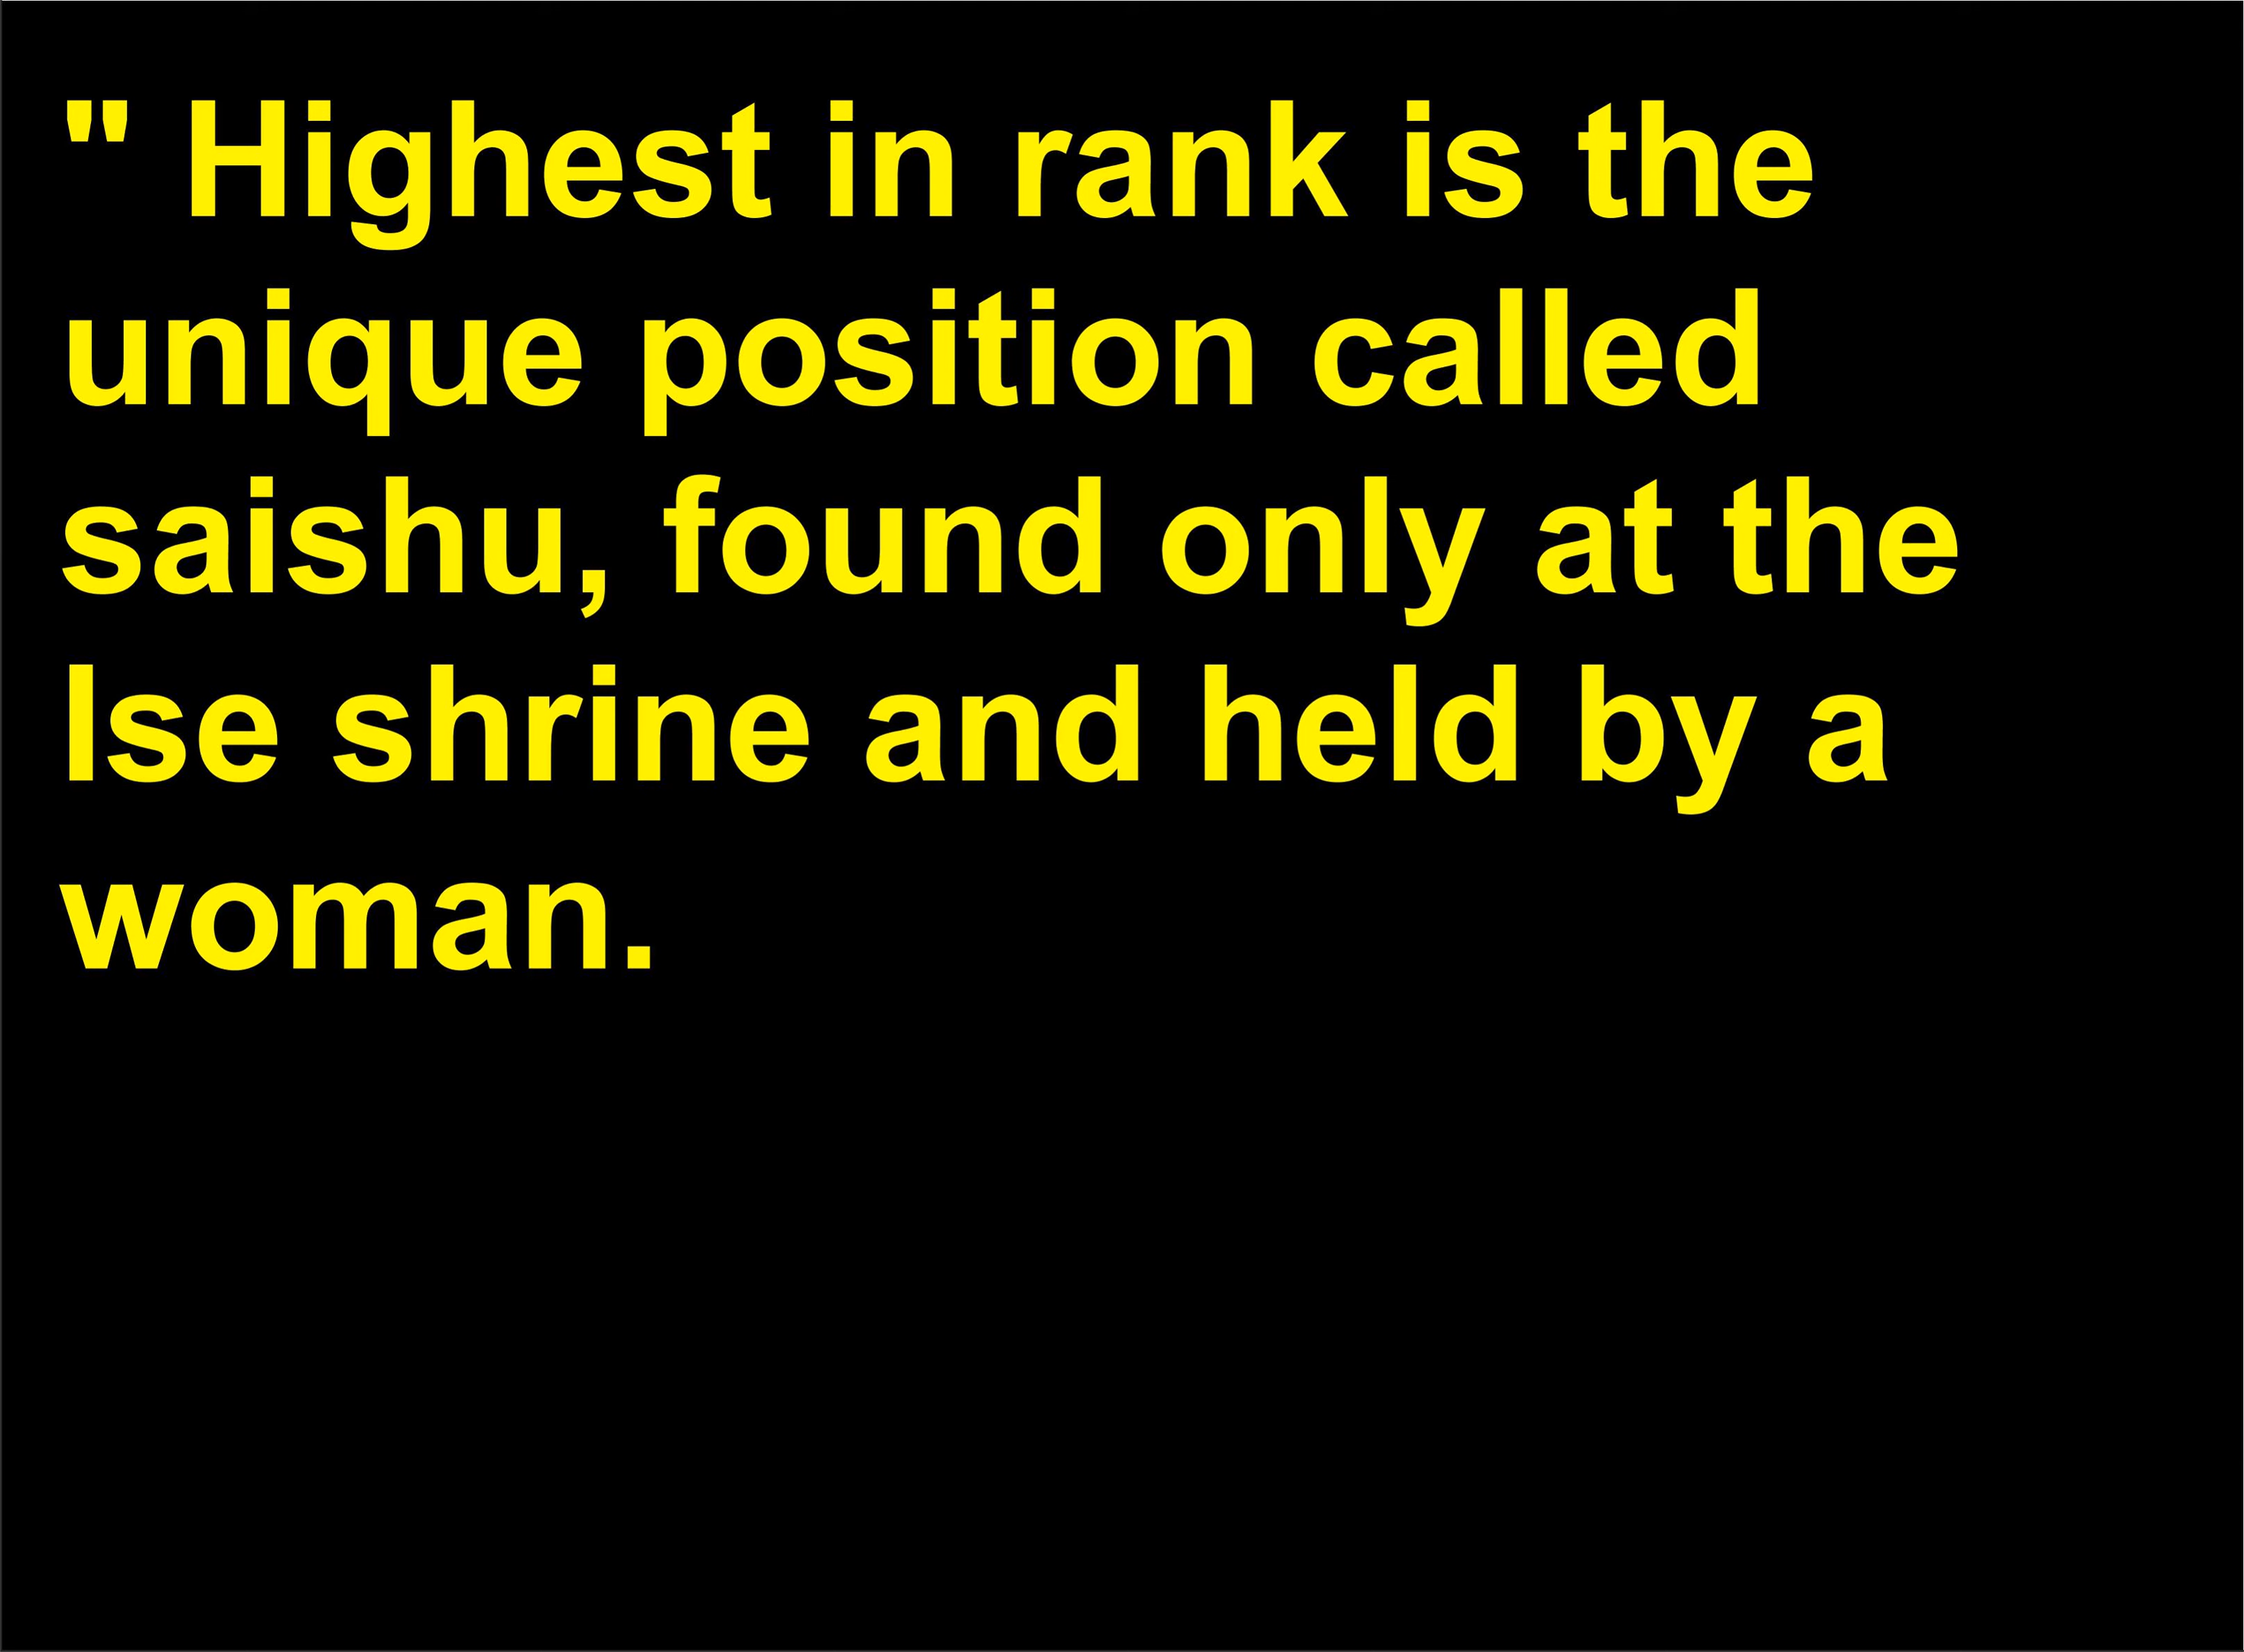 " Highest in rank is the
unique position called
saishu, found only at the
Ise shrine and held by a
woman.